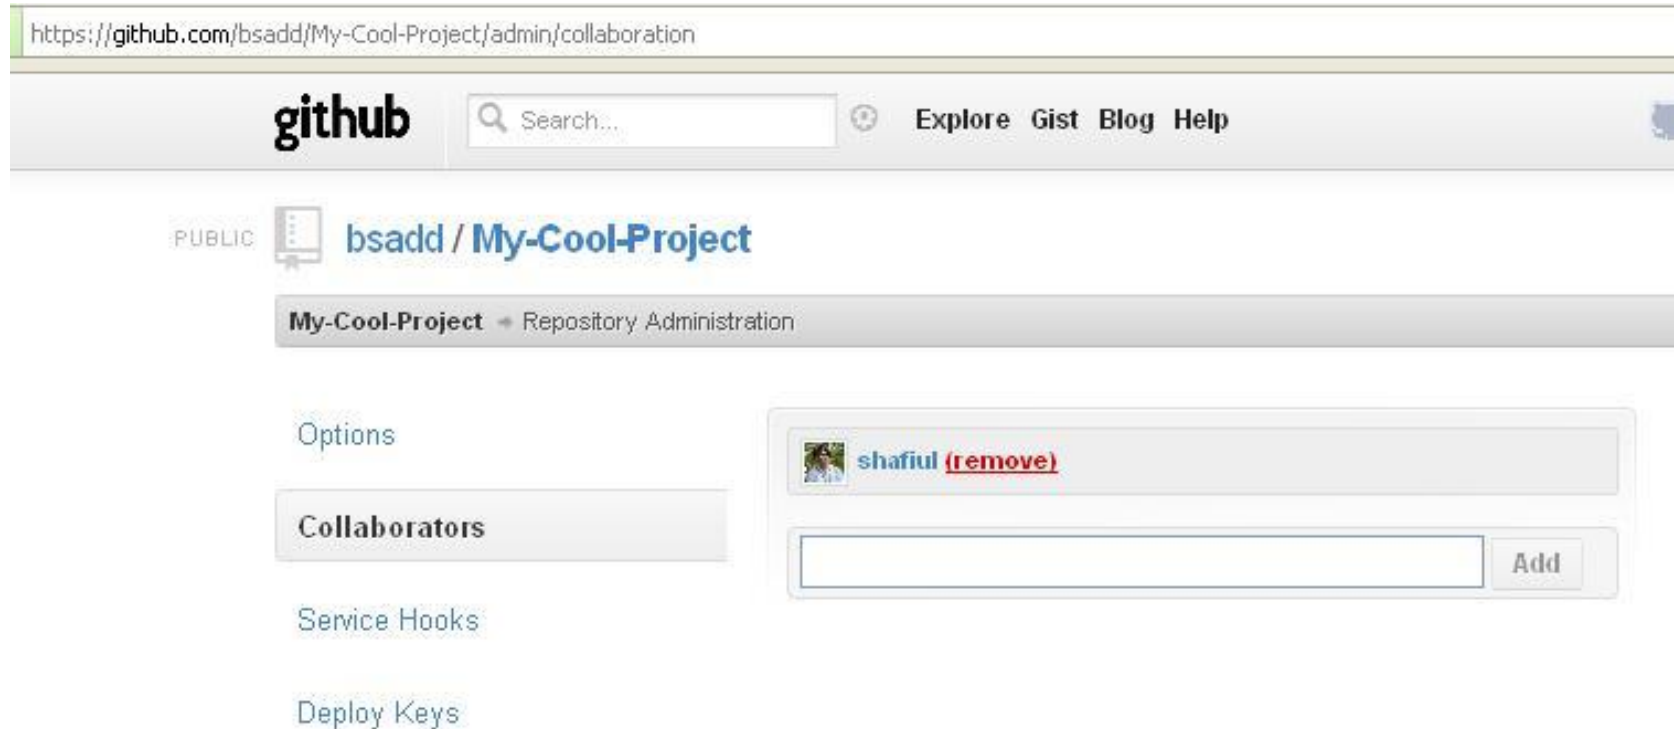 https://github.com/bsadd/My-Cool-Project/admin/collaboration
github Search... Explore Gist Blog Help
PUBLIC bsadd / My-Cool-Project
My-Cool-Project Repository Administration
Options
shafiul (remove)
Collaborators
Add
Service Hooks
Deploy Keys